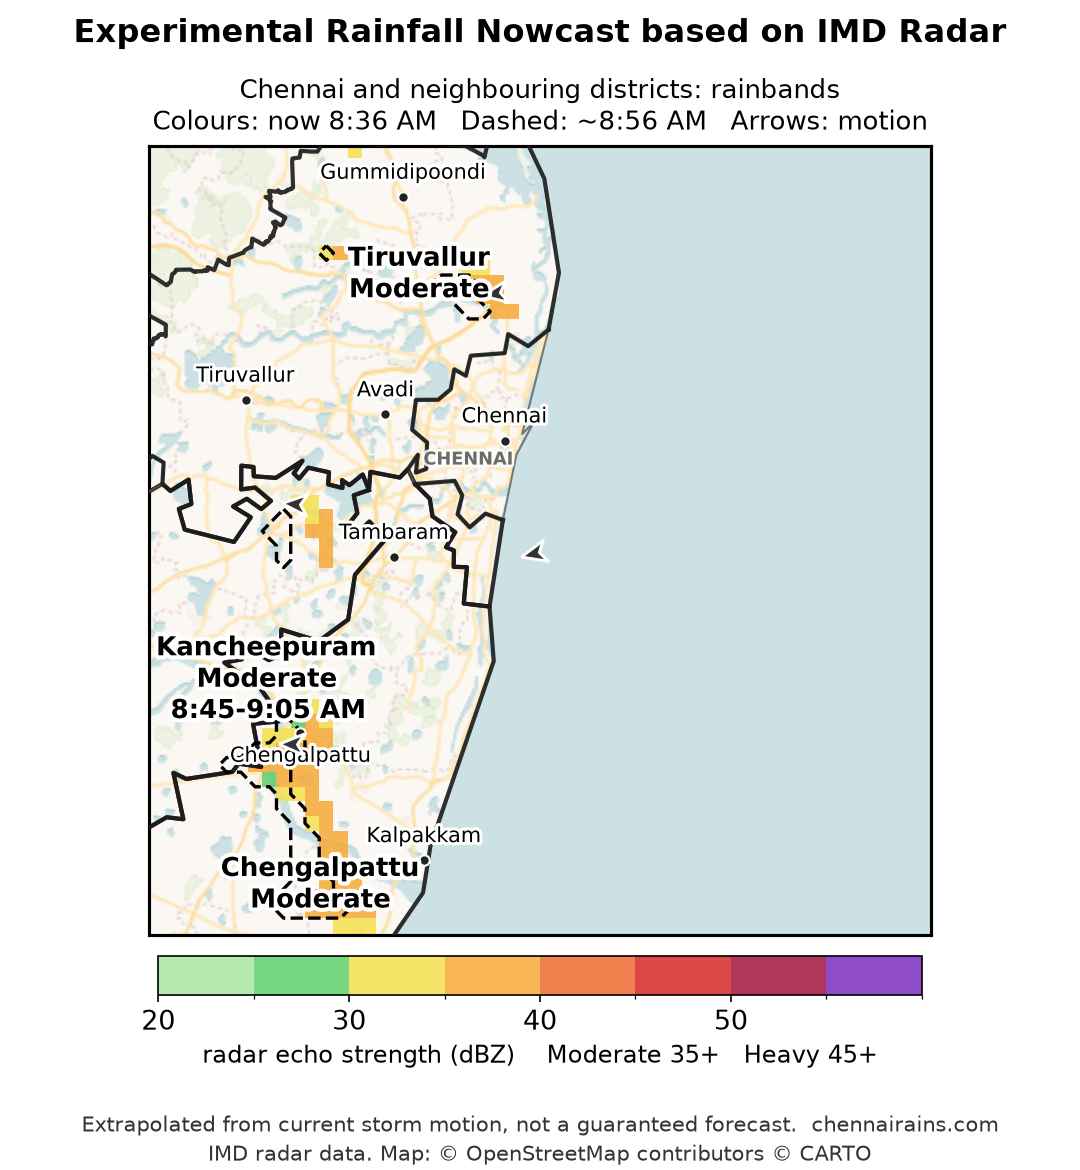 Experimental Rainfall Nowcast based on IMD Radar
Chennai and neighbouring districts: rainbands
Colours: now 8:36 AM   Dashed: ~8:56 AM   Arrows: motion
Gummidipoondi
Tiruvallur
Moderate
Tiruvallur
Avadi
Chennai
CHENNAI
Tambaram
Kancheepuram
Moderate
8:45-9:05 AM
Chengalpattu
Kalpakkam
Chengalpattu
Moderate
20 30 40 50
radar echo strength (dBZ)    Moderate 35+   Heavy 45+
Extrapolated from current storm motion, not a guaranteed forecast.  chennairains.com
IMD radar data. Map: © OpenStreetMap contributors © CARTO